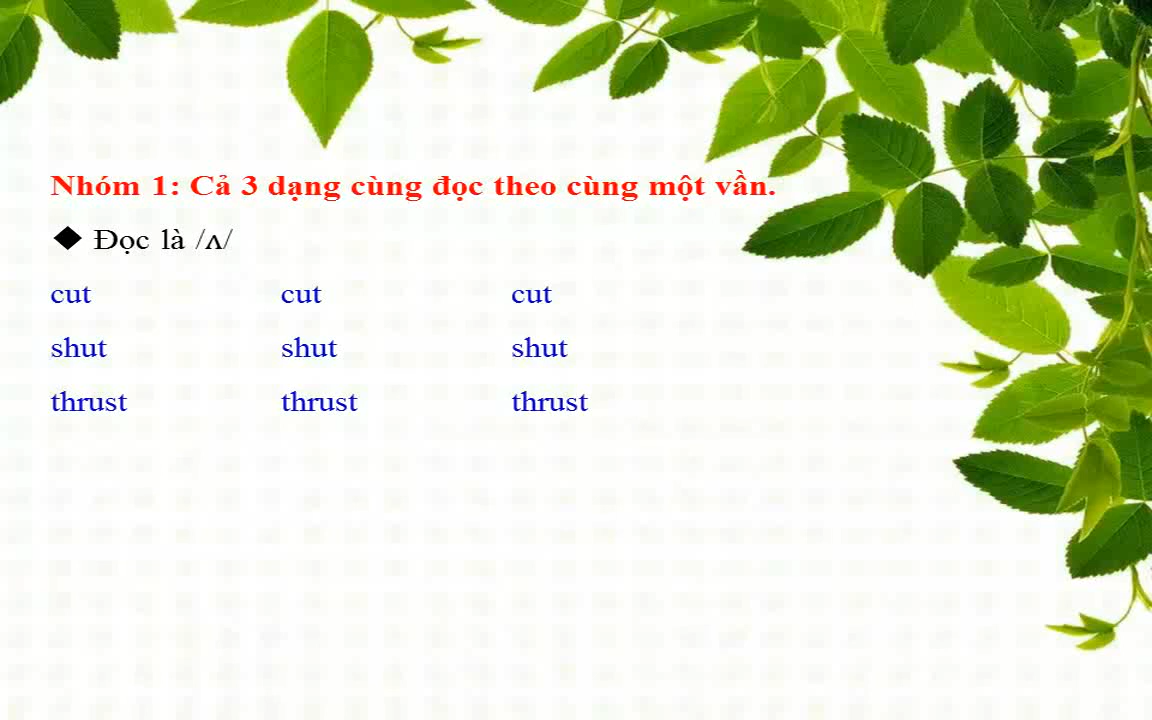 Nhóm 1: Cả 3 dạng cùng đọc theo cùng một vần.
◆ Đọc là /ʌ/
cut cut cut
shut shut shut
thrust thrust thrust